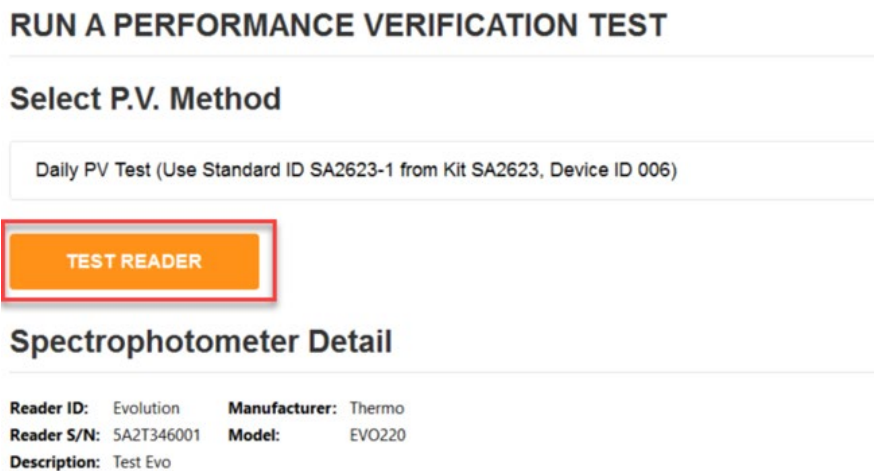 RUN A PERFORMANCE VERIFICATION TEST
Select P.V. Method
Daily PV Test (Use Standard ID SA2623-1 from Kit SA2623, Device ID 006)
TEST READER
Spectrophotometer Detail
Reader ID: Evolution Manufacturer: Thermo
Reader S/N: 5A2T346001 Model: EVO220
Description: Test Evo